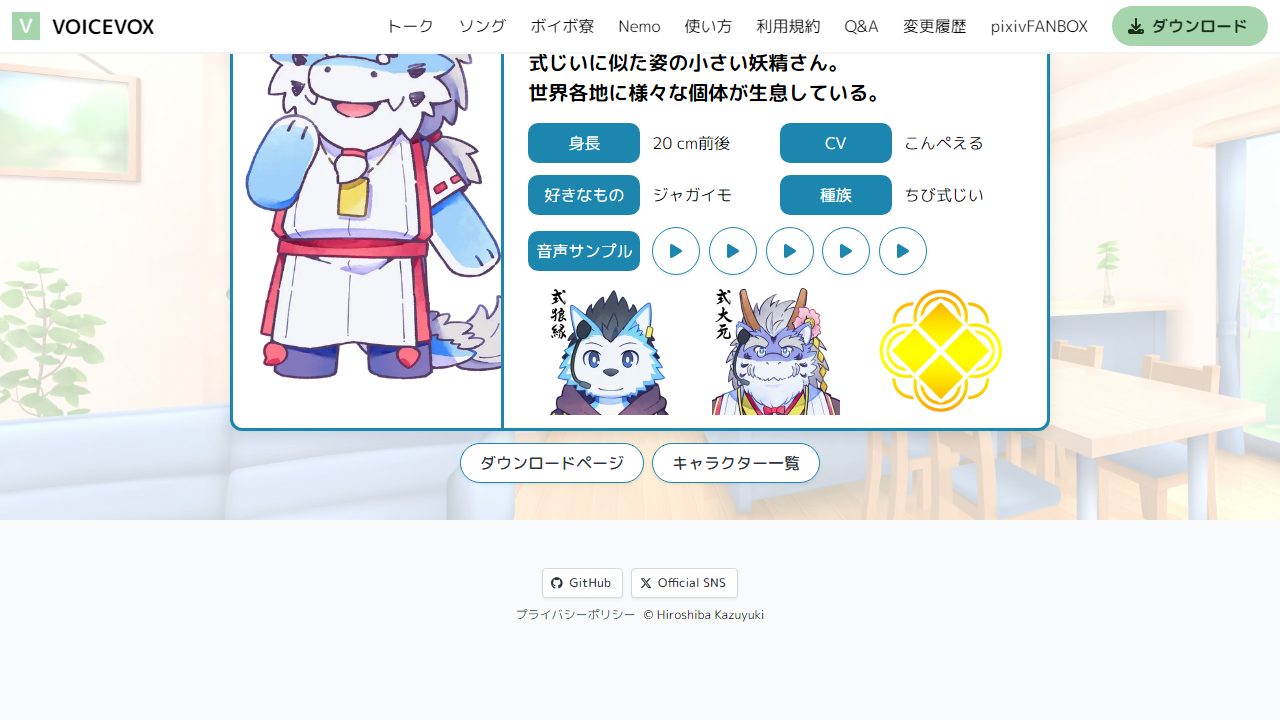 V VOICEVOX トーク ソング ボイボ寮 Nemo 使い方 利用規約 Q&A 変更履歴 pixivFANBOX ダウンロード
式じいに似た姿の小さい妖精さん。
世界各地に様々な個体が生息している。
身長 20 cm前後 CV こんぺえる
好きなもの ジャガイモ 種族 ちび式じい
音声サンプル
式狼縁 式大元
ダウンロードページ キャラクター一覧
GitHub Official SNS
プライバシーポリシー © Hiroshiba Kazuyuki